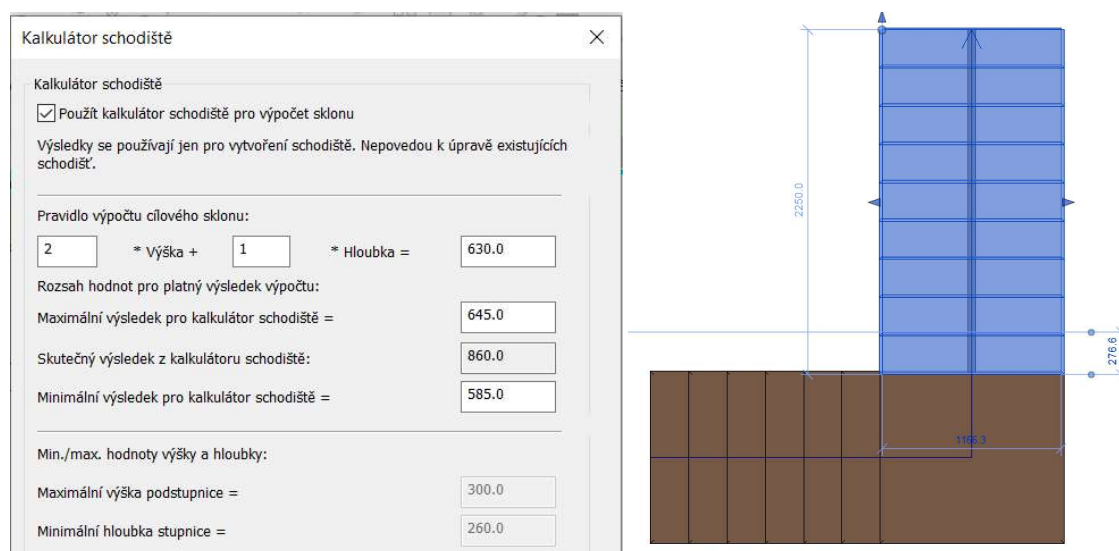 Kalkulátor schodiště
Kalkulátor schodiště
Použít kalkulátor schodiště pro výpočet sklonu
Výsledky se používají jen pro vytvoření schodiště. Nepovedou k úpravě existujících
schodišť.
Pravidlo výpočtu cílového sklonu:
2 * Výška + 1 * Hloubka = 630.0
Rozsah hodnot pro platný výsledek výpočtu:
Maximální výsledek pro kalkulátor schodiště = 645.0
Skutečný výsledek z kalkulátoru schodiště: 860.0
Minimální výsledek pro kalkulátor schodiště = 585.0
Min./max. hodnoty výšky a hloubky:
Maximální výška podstupnice = 300.0
Minimální hloubka stupnice = 260.0
2250.0
276.6
1166.3